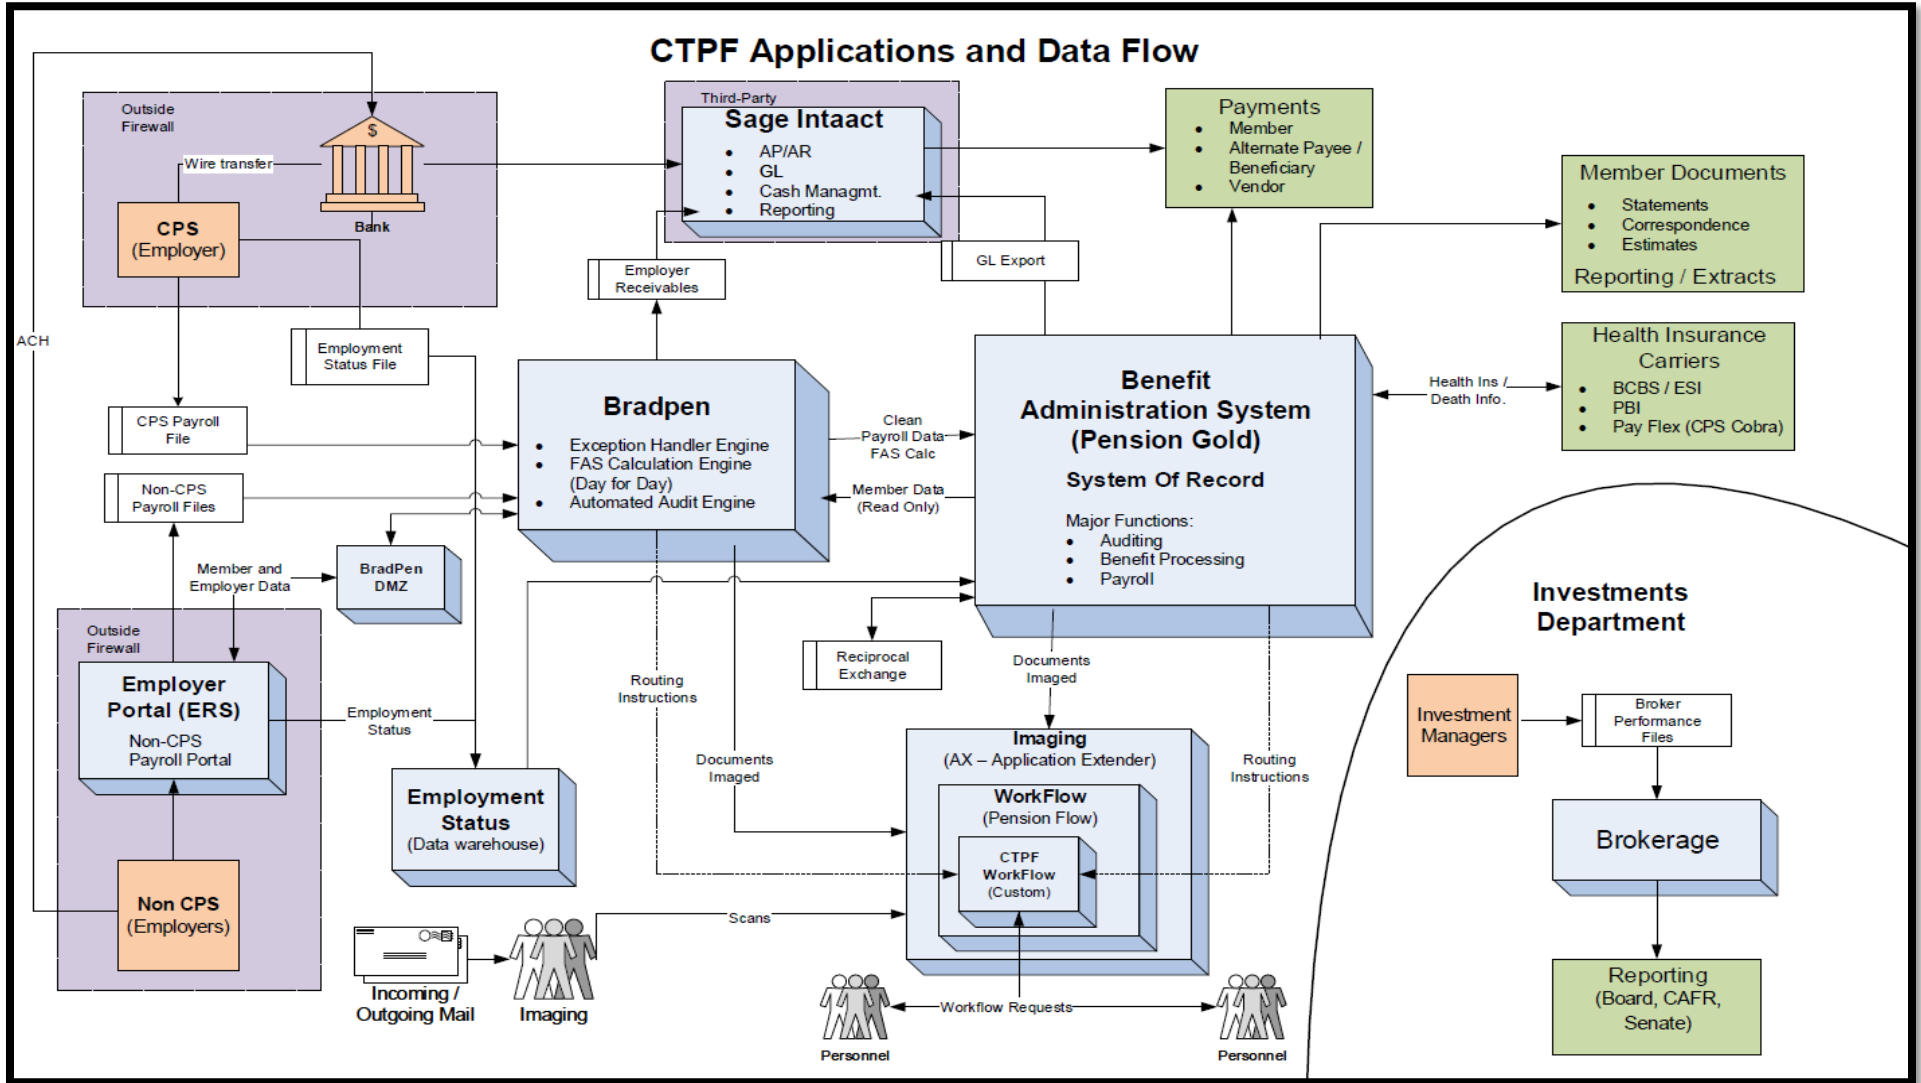 CTPF Applications and Data Flow
Outside
Firewall
$
Wire transfer
Bank
CPS
(Employer)
ACH
Third-Party
Sage Intaact
• AP/AR
• GL
• Cash Managmt.
• Reporting
Payments
• Member
• Alternate Payee /
Beneficiary
• Vendor
Member Documents
• Statements
• Correspondence
• Estimates
Reporting / Extracts
Employer
Receivables
GL Export
Employment
Status File
CPS Payroll
File
Non-CPS
Payroll Files
Health Insurance
Carriers
• BCBS / ESI
• PBI
• Pay Flex (CPS Cobra)
Health Ins /
Death Info.
Bradpen
• Exception Handler Engine
• FAS Calculation Engine
(Day for Day)
• Automated Audit Engine
Clean
Payroll Data
FAS Calc
Member Data
(Read Only)
Benefit
Administration System
(Pension Gold)
System Of Record
Major Functions:
• Auditing
• Benefit Processing
• Payroll
Member and
Employer Data
BradPen
DMZ
Outside
Firewall
Employer
Portal (ERS)
Non-CPS
Payroll Portal
Employment
Status
Non CPS
(Employers)
Employment
Status
(Data warehouse)
Routing
Instructions
Documents
Imaged
Reciprocal
Exchange
Documents
Imaged
Routing
Instructions
Imaging
(AX – Application Extender)
WorkFlow
(Pension Flow)
CTPF
WorkFlow
(Custom)
Scans
Incoming /
Outgoing Mail
Imaging
Workflow Requests
Personnel
Personnel
Investments
Department
Investment
Managers
Broker
Performance
Files
Brokerage
Reporting
(Board, CAFR,
Senate)